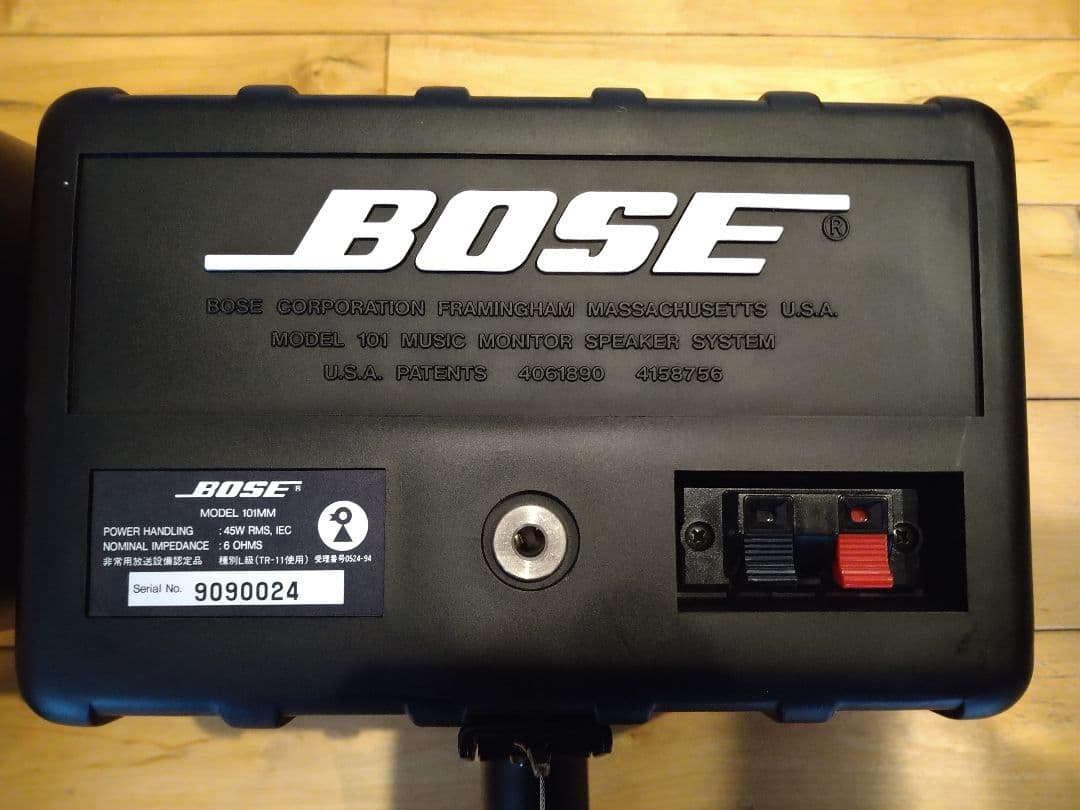 BOSE®
BOSE CORPORATION FRAMINGHAM MASSACHUSETTS U.S.A.
MODEL 101 MUSIC MONITOR SPEAKER SYSTEM
U.S.A. PATENTS 4061890 4158756
BOSE®
MODEL 101MM
POWER HANDLING : 45W RMS, IEC
NOMINAL IMPEDANCE : 6 OHMS
非常用放送設備認定品 種別L級(TR-11使用) 受理番号0524-94
Serial No. 9090024